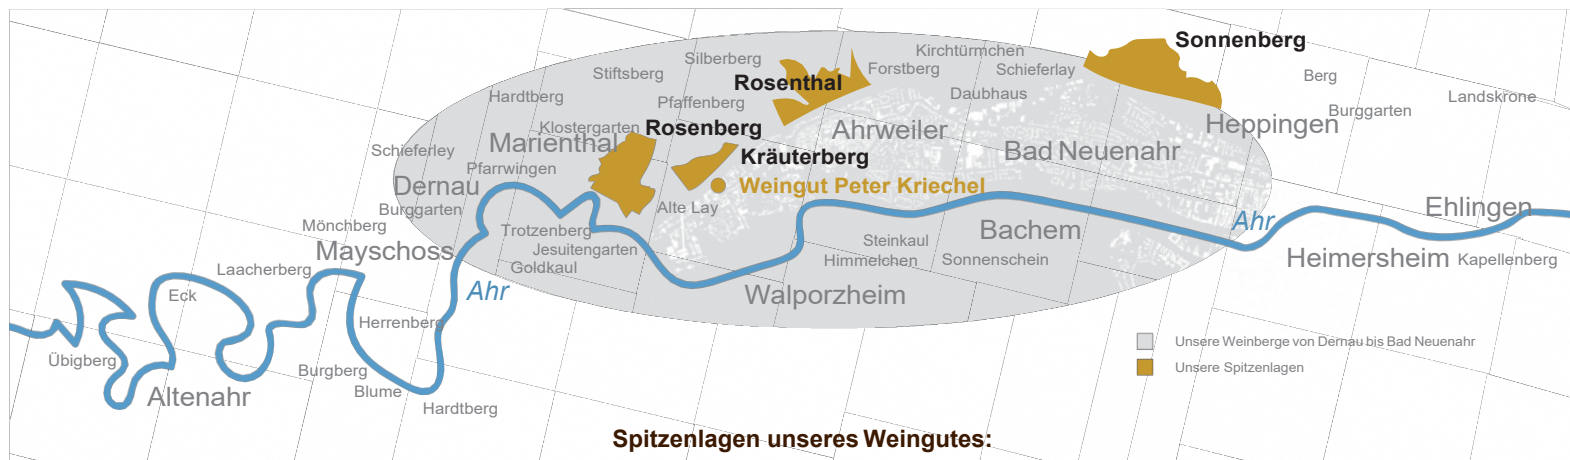 Sonnenberg
Kirchtürmchen
Silberberg
Forstberg
Schieferlay
Stiftsberg
Rosenthal
Berg
Daubhaus
Landskrone
Hardtberg
Pfaffenberg
Burggarten
Klostergarten
Rosenberg
Ahrweiler
Heppingen
Marienthal
Schieferley
Kräuterberg
Bad Neuenahr
Pfarrwingen
Dernau
Weingut Peter Kriechel
Burggarten
Alte Lay
Ehlingen
Mönchberg
Trotzenberg
Ahr
Bachem
Mayschoss
Jesuitengarten
Steinkaul
Heimersheim
Laacherberg
Goldkaul
Himmelchen
Sonnenschein
Kapellenberg
Eck
Ahr
Walporzheim
Herrenberg
Unsere Weinberge von Dernau bis Bad Neuenahr
Übigberg
Burgberg
Unsere Spitzenlagen
Altenahr
Blume
Hardtberg
Spitzenlagen unseres Weingutes: